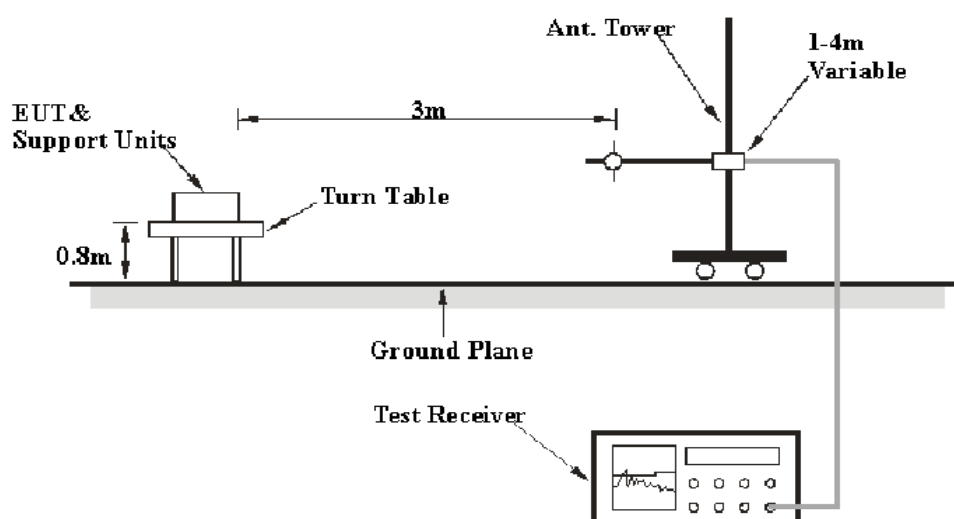 Ant. Tower
1-4m
Variable
3m
EUT&
Support Units
Turn Table
0.8m
Ground Plane
Test Receiver